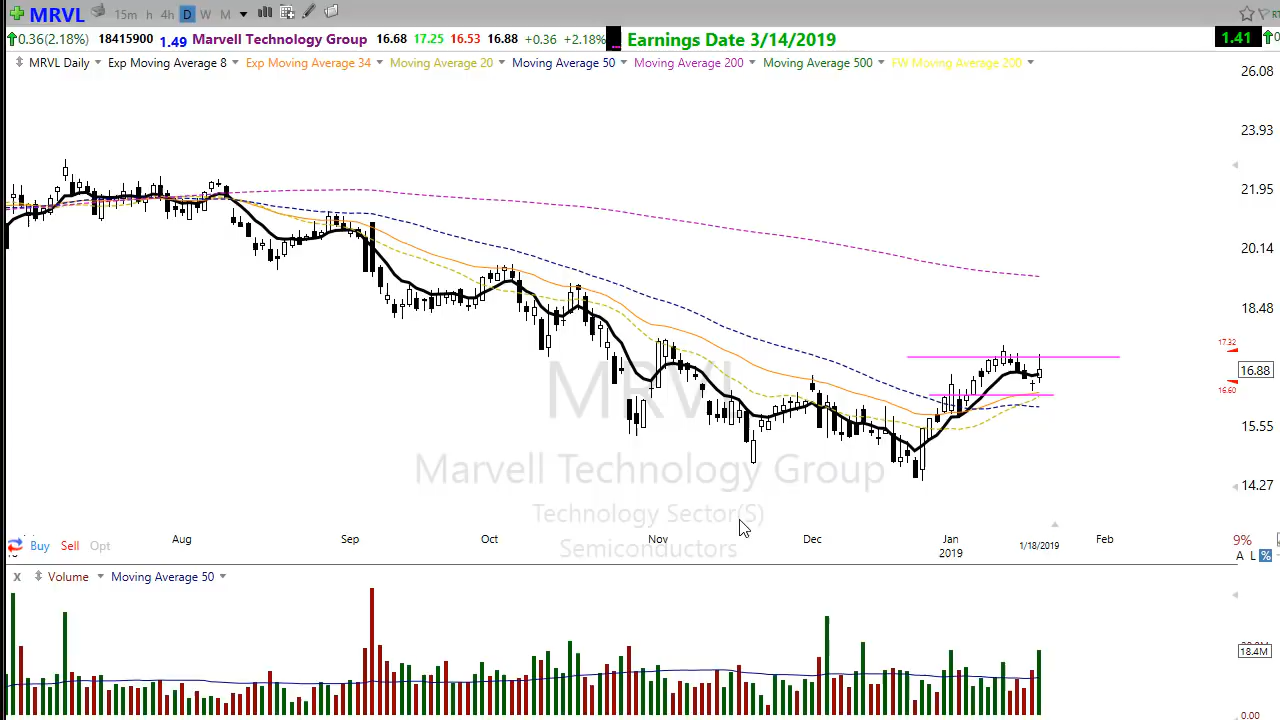 MRVL 15m h 4h D W M
0.36(2.18%) 18415900 1.49 Marvell Technology Group 16.68 17.25 16.53 16.88 +0.36 +2.18% Earnings Date 3/14/2019 1.41
MRVL Daily Exp Moving Average 8 Exp Moving Average 34 Moving Average 20 Moving Average 50 Moving Average 200 Moving Average 500 FW Moving Average 200
26.08
23.93
21.95
20.14
18.48
17.32
16.88
16.60
15.55
14.27
MRVL
Marvell Technology Group
Technology Sector(S)
Semiconductors
Aug Sep Oct Nov Dec Jan 1/18/2019 Feb
2019
Buy Sell Opt
9%
A L %
X Volume Moving Average 50
18.4M
0.00